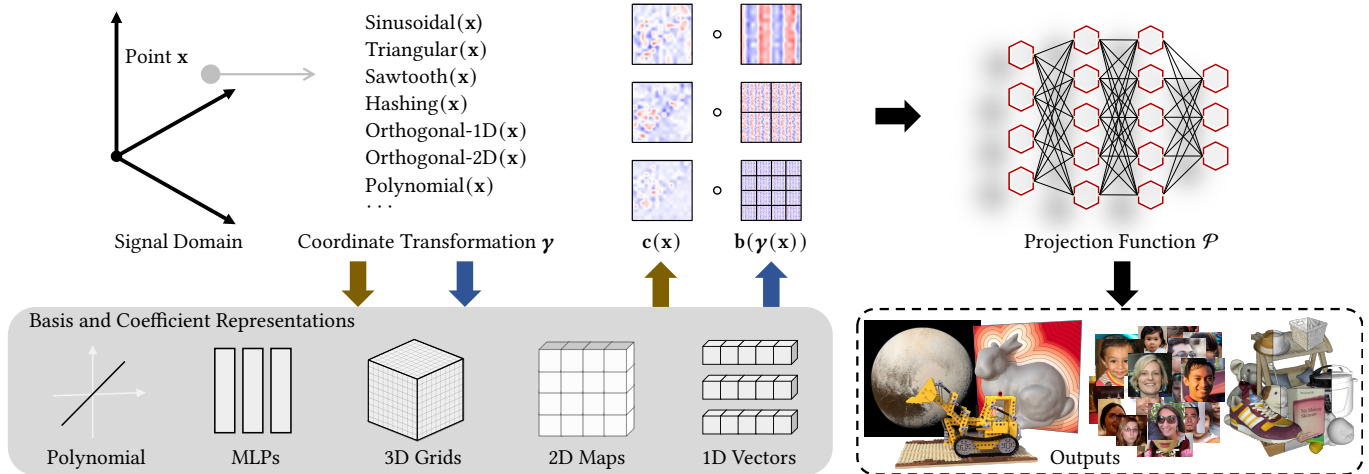 Point x
Sinusoidal(x)
Triangular(x)
Sawtooth(x)
Hashing(x)
Orthogonal-1D(x)
Orthogonal-2D(x)
Polynomial(x)
· · ·
Signal Domain
Coordinate Transformation γ
c(x)
∘
b(γ(x))
∘
∘
Projection Function 𝒫
Basis and Coefficient Representations
Polynomial
MLPs
3D Grids
2D Maps
1D Vectors
Outputs